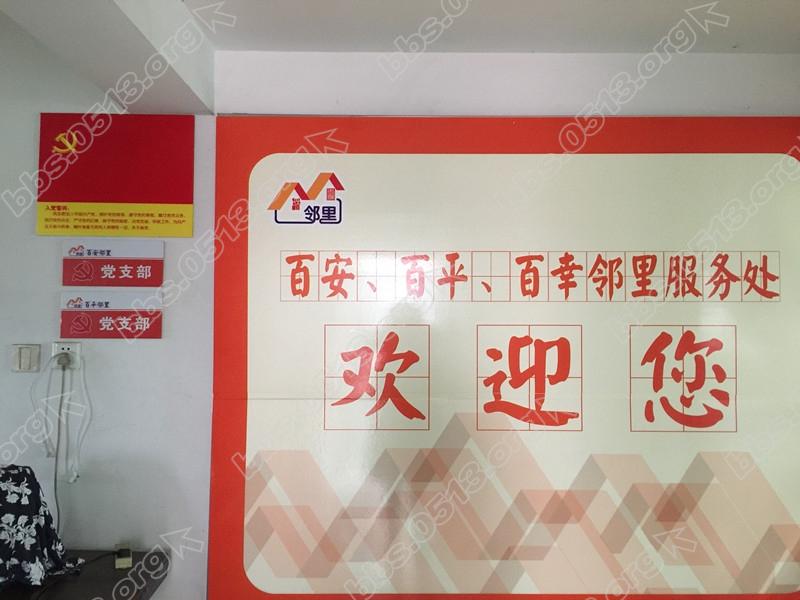 入党誓词:
百安邻里
党支部
百平邻里
党支部
邻里
百安、百平、百幸邻里服务处
欢迎您
bbs.0513.org